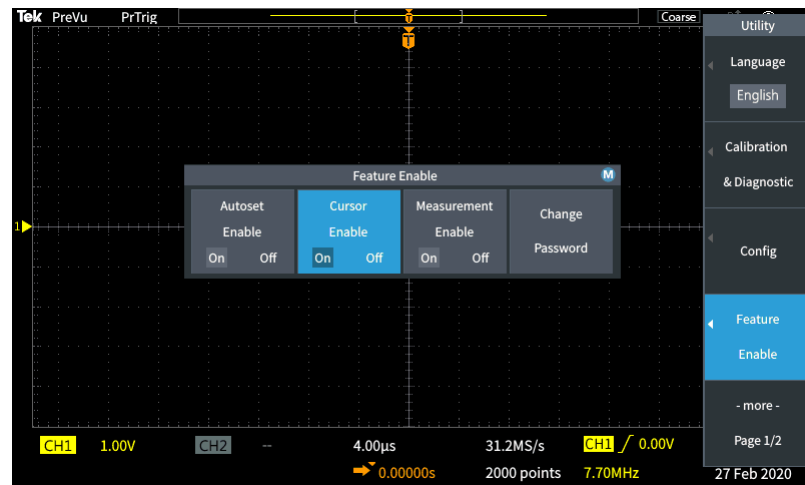 Tek PreVu PrTrig Coarse
T
T
Utility
Language
English
Calibration
& Diagnostic
Config
Feature
Enable
- more -
Page 1/2
Feature Enable M
Autoset
Enable
On Off
Cursor
Enable
On Off
Measurement
Enable
On Off
Change
Password
1
CH1 1.00V CH2 -- 4.00μs 31.2MS/s CH1 0.00V
0.00000s 2000 points 7.70MHz 27 Feb 2020